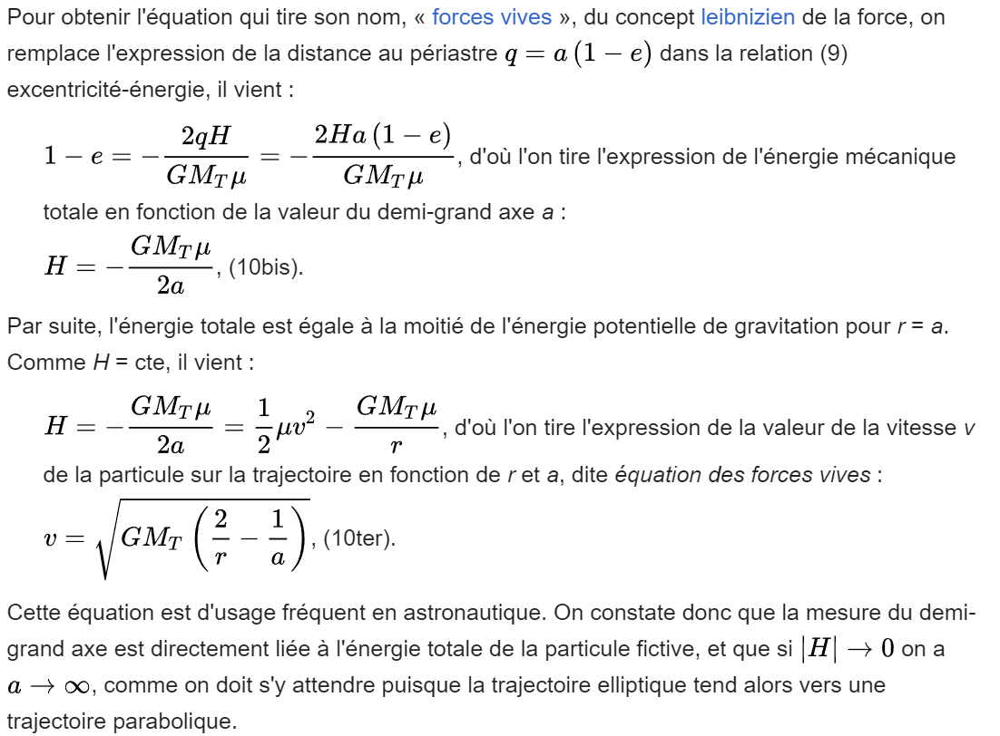 Pour obtenir l'équation qui tire son nom, « forces vives », du concept leibnizien de la force, on
remplace l'expression de la distance au périastre $q = a\,(1 - e)$ dans la relation (9)
excentricité-énergie, il vient :
$1 - e = -\dfrac{2qH}{GM_T\mu} = -\dfrac{2Ha\,(1 - e)}{GM_T\mu}$, d'où l'on tire l'expression de l'énergie mécanique
totale en fonction de la valeur du demi-grand axe a :
$H = -\dfrac{GM_T\mu}{2a}$, (10bis).
Par suite, l'énergie totale est égale à la moitié de l'énergie potentielle de gravitation pour r = a.
Comme H = cte, il vient :
$H = -\dfrac{GM_T\mu}{2a} = \dfrac{1}{2}\mu v^2 - \dfrac{GM_T\mu}{r}$, d'où l'on tire l'expression de la valeur de la vitesse v
de la particule sur la trajectoire en fonction de r et a, dite équation des forces vives :
$v = \sqrt{GM_T\left(\dfrac{2}{r} - \dfrac{1}{a}\right)}$, (10ter).
Cette équation est d'usage fréquent en astronautique. On constate donc que la mesure du demi-
grand axe est directement liée à l'énergie totale de la particule fictive, et que si $|H| \to 0$ on a
$a \to \infty$, comme on doit s'y attendre puisque la trajectoire elliptique tend alors vers une
trajectoire parabolique.